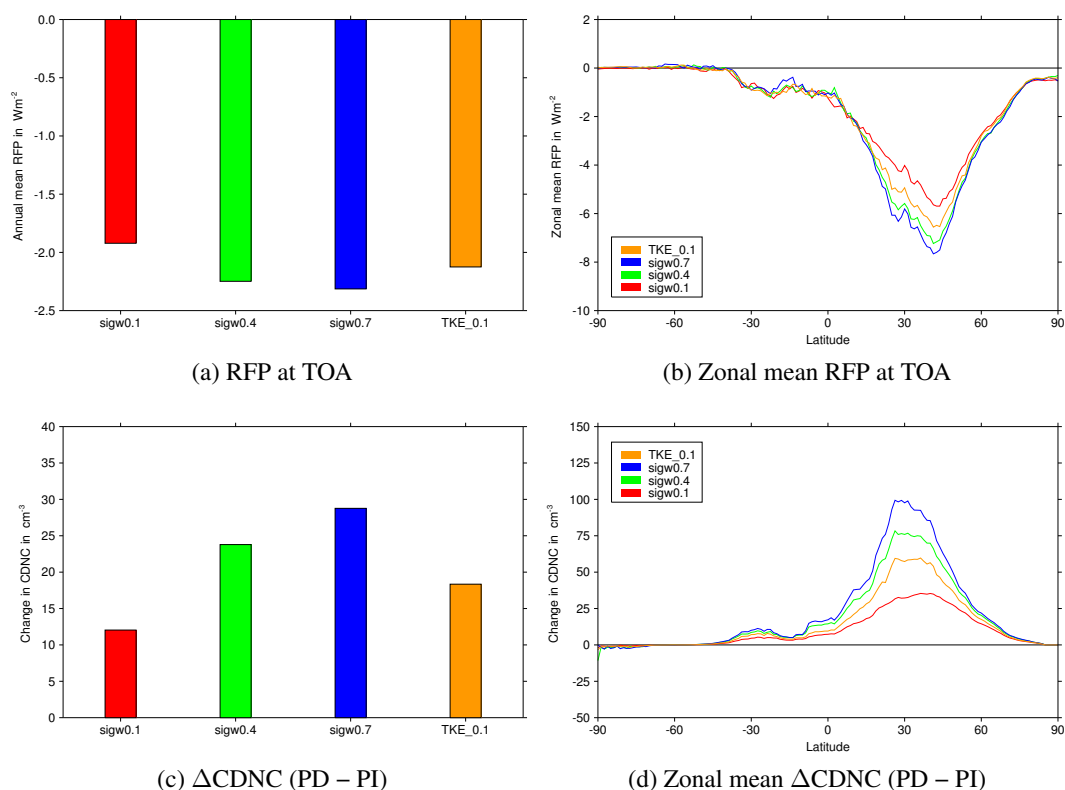 0.0
-0.5
-1.0
-1.5
-2.0
-2.5
Annual mean RFP in Wm-2
sigw0.1 sigw0.4 sigw0.7 TKE_0.1
(a) RFP at TOA
2
0
-2
-4
-6
-8
-10
Zonal mean RFP in Wm-2
TKE_0.1
sigw0.7
sigw0.4
sigw0.1
-90 -60 -30 0 30 60 90
Latitude
(b) Zonal mean RFP at TOA
40
35
30
25
20
15
10
5
0
Change in CDNC in cm-3
sigw0.1 sigw0.4 sigw0.7 TKE_0.1
(c) ΔCDNC (PD – PI)
150
125
100
75
50
25
0
-25
-50
Change in CDNC in cm-3
TKE_0.1
sigw0.7
sigw0.4
sigw0.1
-90 -60 -30 0 30 60 90
Latitude
(d) Zonal mean ΔCDNC (PD – PI)